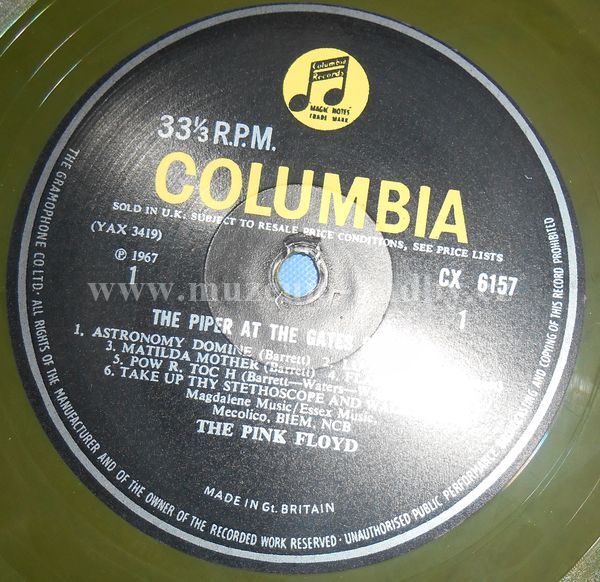 Columbia
Records
MAGIC NOTES
TRADE MARK
33⅓ R.P.M.
COLUMBIA
SOLD IN U.K. SUBJECT TO RESALE PRICE CONDITIONS, SEE PRICE LISTS
(YAX 3419)
℗ 1967
1
CX 6157
1
THE PIPER AT THE GATES
1. ASTRONOMY DOMINE (Barrett)
3. MATILDA MOTHER (Barrett)
5. POW R. TOC H (Barrett—Waters—
6. TAKE UP THY STETHOSCOPE AND
Magdalene Music/Essex Music,
Mecolico, BIEM, NCB
THE PINK FLOYD
MADE IN Gt. BRITAIN
THE GRAMOPHONE CO LTD. ALL RIGHTS OF THE MANUFACTURER AND OF THE OWNER OF THE RECORDED WORK RESERVED · UNAUTHORISED PUBLIC PERFORMANCE AND COPYING OF THIS RECORD PROHIBITED